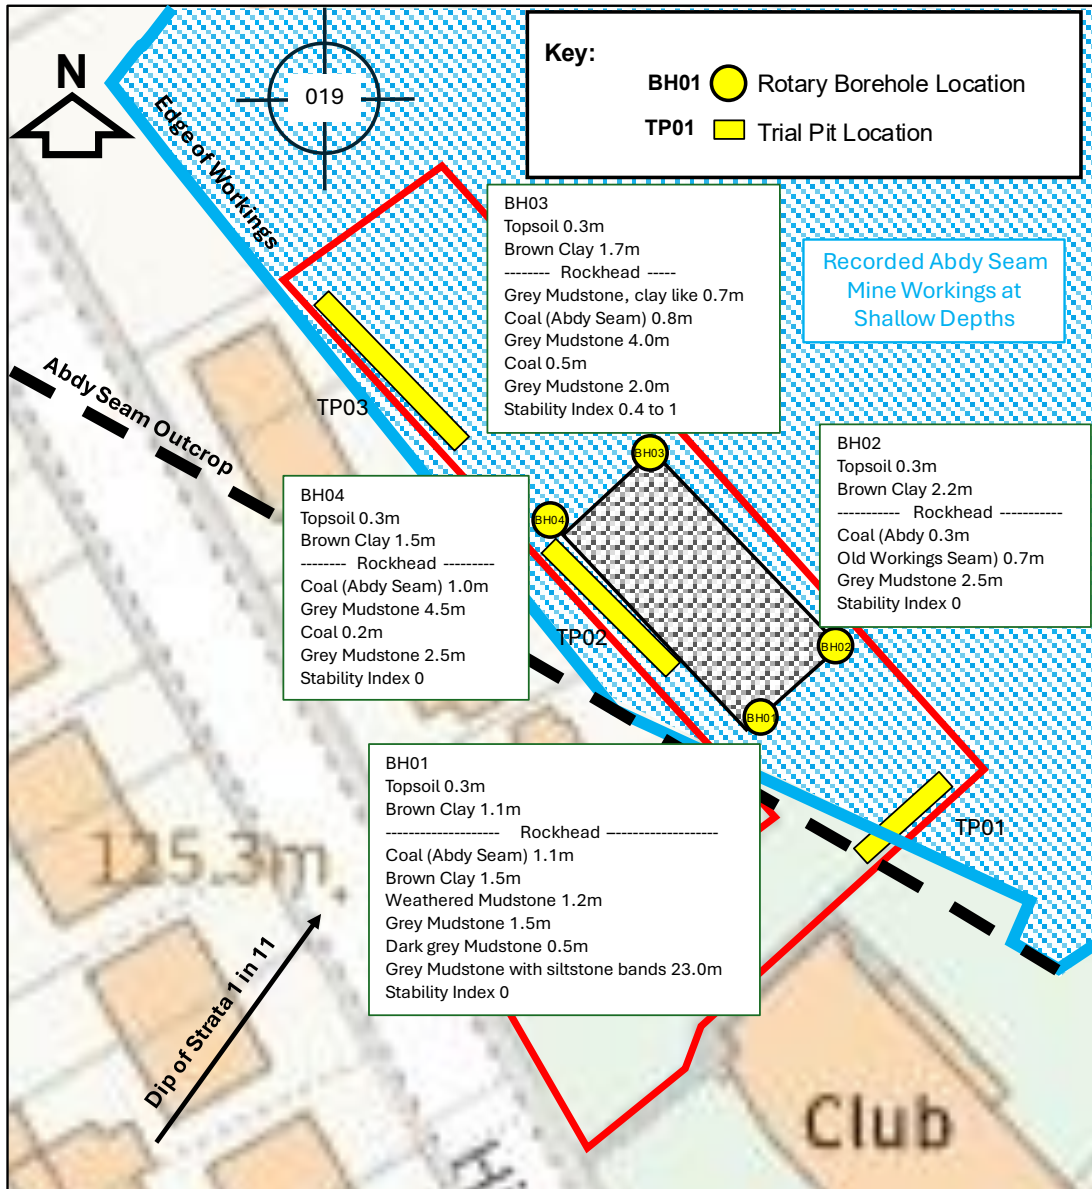 N
019
Edge of Workings
Key:
BH01 Rotary Borehole Location
TP01 Trial Pit Location
BH03
Topsoil 0.3m
Brown Clay 1.7m
-------- Rockhead -----
Grey Mudstone, clay like 0.7m
Coal (Abdy Seam) 0.8m
Grey Mudstone 4.0m
Coal 0.5m
Grey Mudstone 2.0m
Stability Index 0.4 to 1
Recorded Abdy Seam
Mine Workings at
Shallow Depths
Abdy Seam Outcrop
TP03
BH03
BH02
Topsoil 0.3m
Brown Clay 2.2m
----------- Rockhead -----------
Coal (Abdy 0.3m
Old Workings Seam) 0.7m
Grey Mudstone 2.5m
Stability Index 0
BH04
Topsoil 0.3m
Brown Clay 1.5m
-------- Rockhead ---------
Coal (Abdy Seam) 1.0m
Grey Mudstone 4.5m
Coal 0.2m
Grey Mudstone 2.5m
Stability Index 0
BH04
TP02
BH02
BH01
BH01
Topsoil 0.3m
Brown Clay 1.1m
-------------------- Rockhead --------------------
Coal (Abdy Seam) 1.1m
Brown Clay 1.5m
Weathered Mudstone 1.2m
Grey Mudstone 1.5m
Dark grey Mudstone 0.5m
Grey Mudstone with siltstone bands 23.0m
Stability Index 0
TP01
125.3m
Dip of Strata 1 in 11
Club